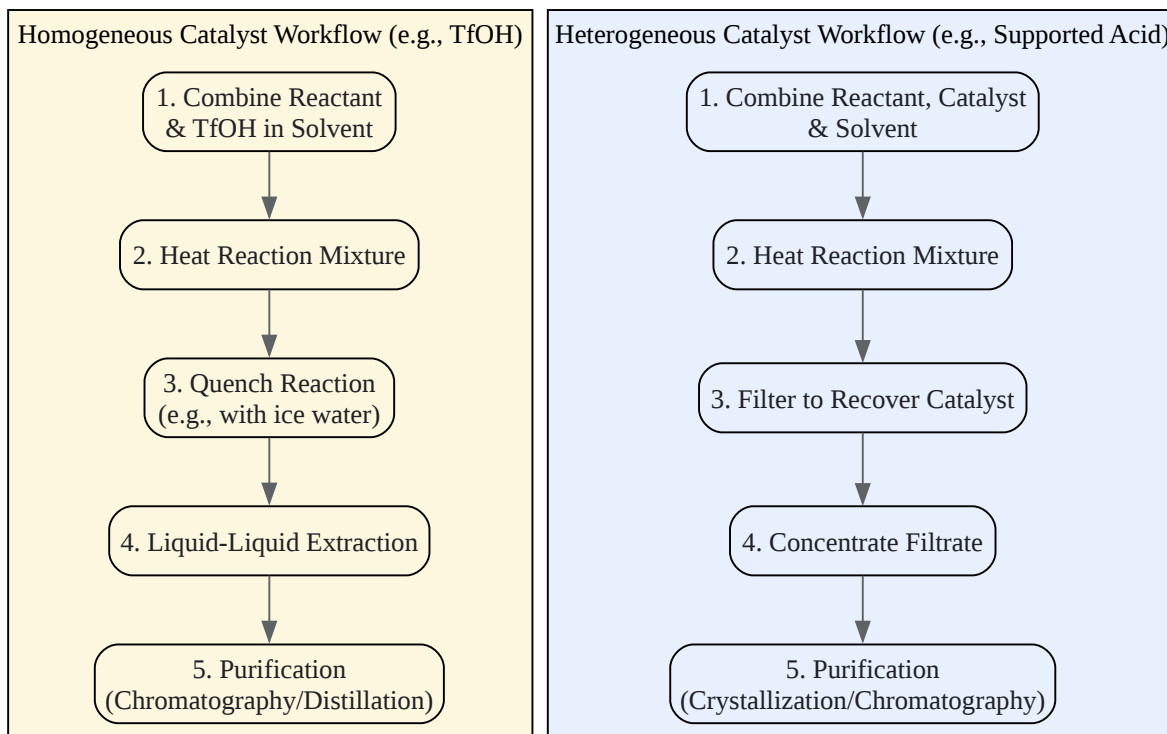 Homogeneous Catalyst Workflow (e.g., TfOH)
1. Combine Reactant
& TfOH in Solvent
2. Heat Reaction Mixture
3. Quench Reaction
(e.g., with ice water)
4. Liquid-Liquid Extraction
5. Purification
(Chromatography/Distillation)
Heterogeneous Catalyst Workflow (e.g., Supported Acid)
1. Combine Reactant, Catalyst
& Solvent
2. Heat Reaction Mixture
3. Filter to Recover Catalyst
4. Concentrate Filtrate
5. Purification
(Crystallization/Chromatography)